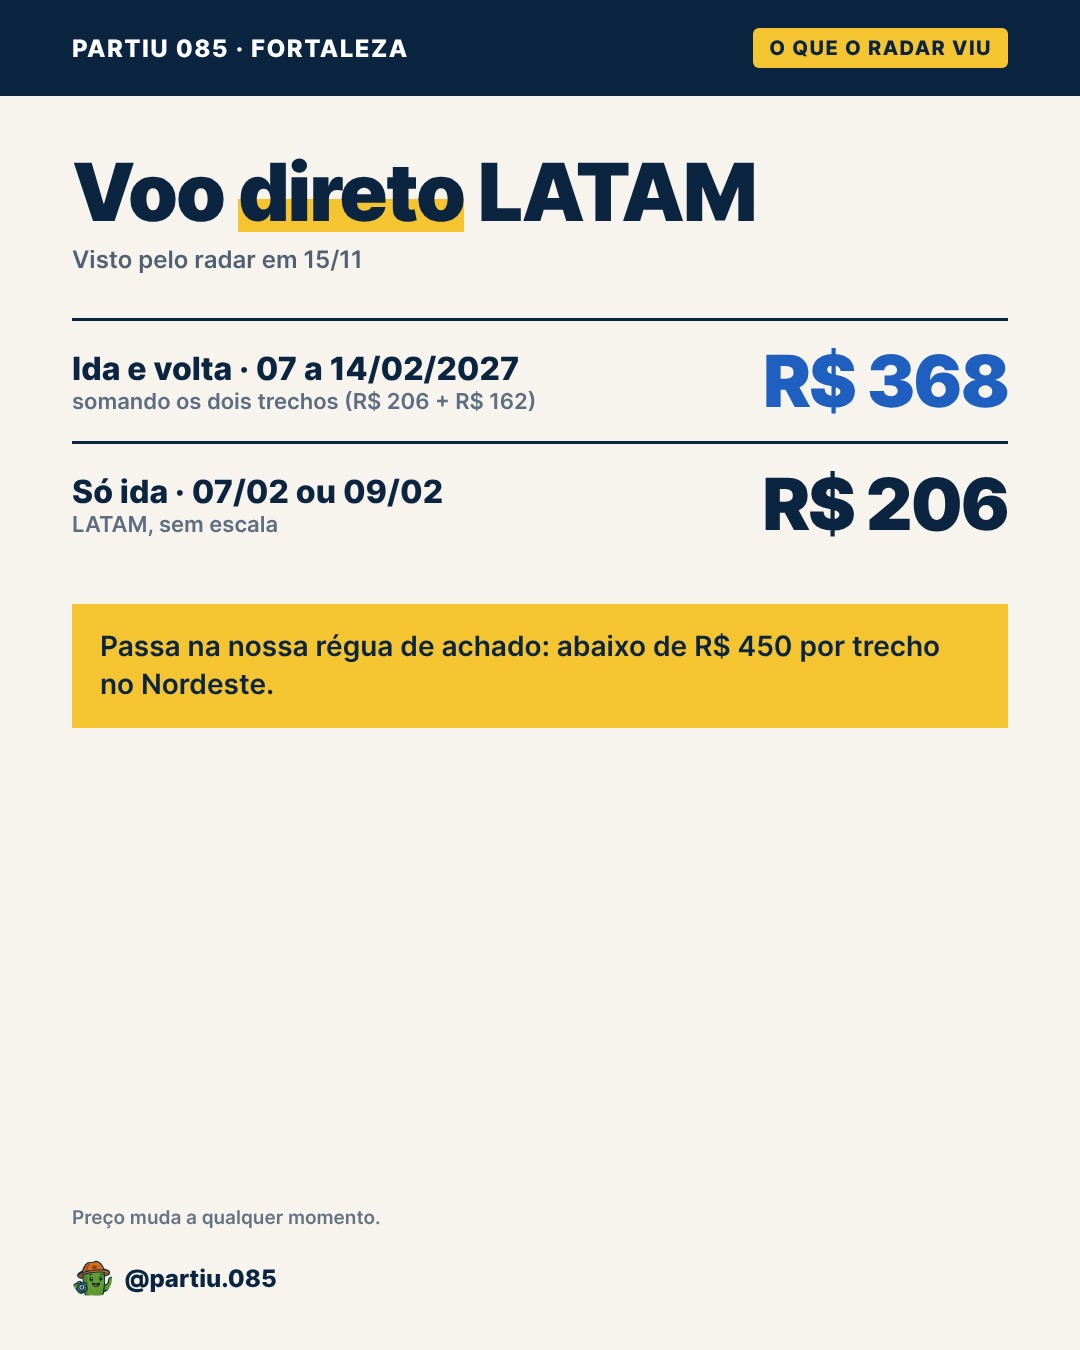 PARTIU 085 · FORTALEZA
O QUE O RADAR VIU
Voo direto LATAM
Visto pelo radar em 15/11
Ida e volta · 07 a 14/02/2027
somando os dois trechos (R$ 206 + R$ 162)
R$ 368
Só ida · 07/02 ou 09/02
LATAM, sem escala
R$ 206
Passa na nossa régua de achado: abaixo de R$ 450 por trecho
no Nordeste.
Preço muda a qualquer momento.
@partiu.085